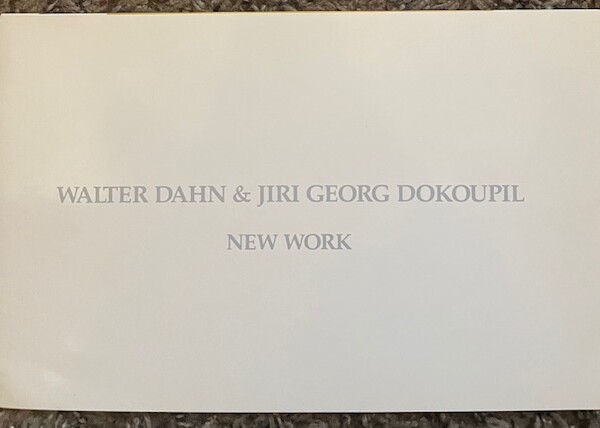 WALTER DAHN & JIRI GEORG DOKOUPIL
NEW WORK